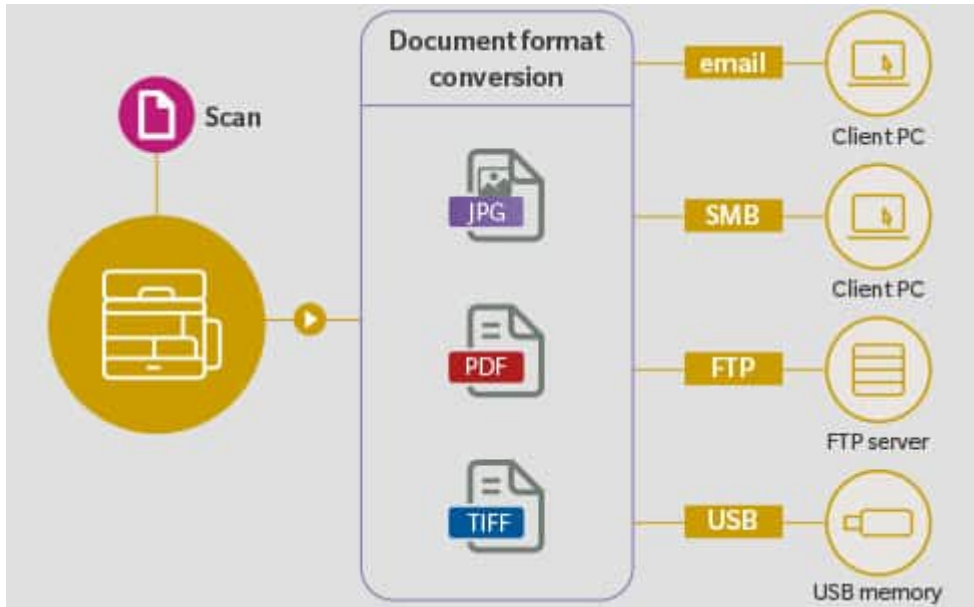 Document format
conversion
Scan
JPG
PDF
TIFF
email
Client PC
SMB
Client PC
FTP
FTP server
USB
USB memory